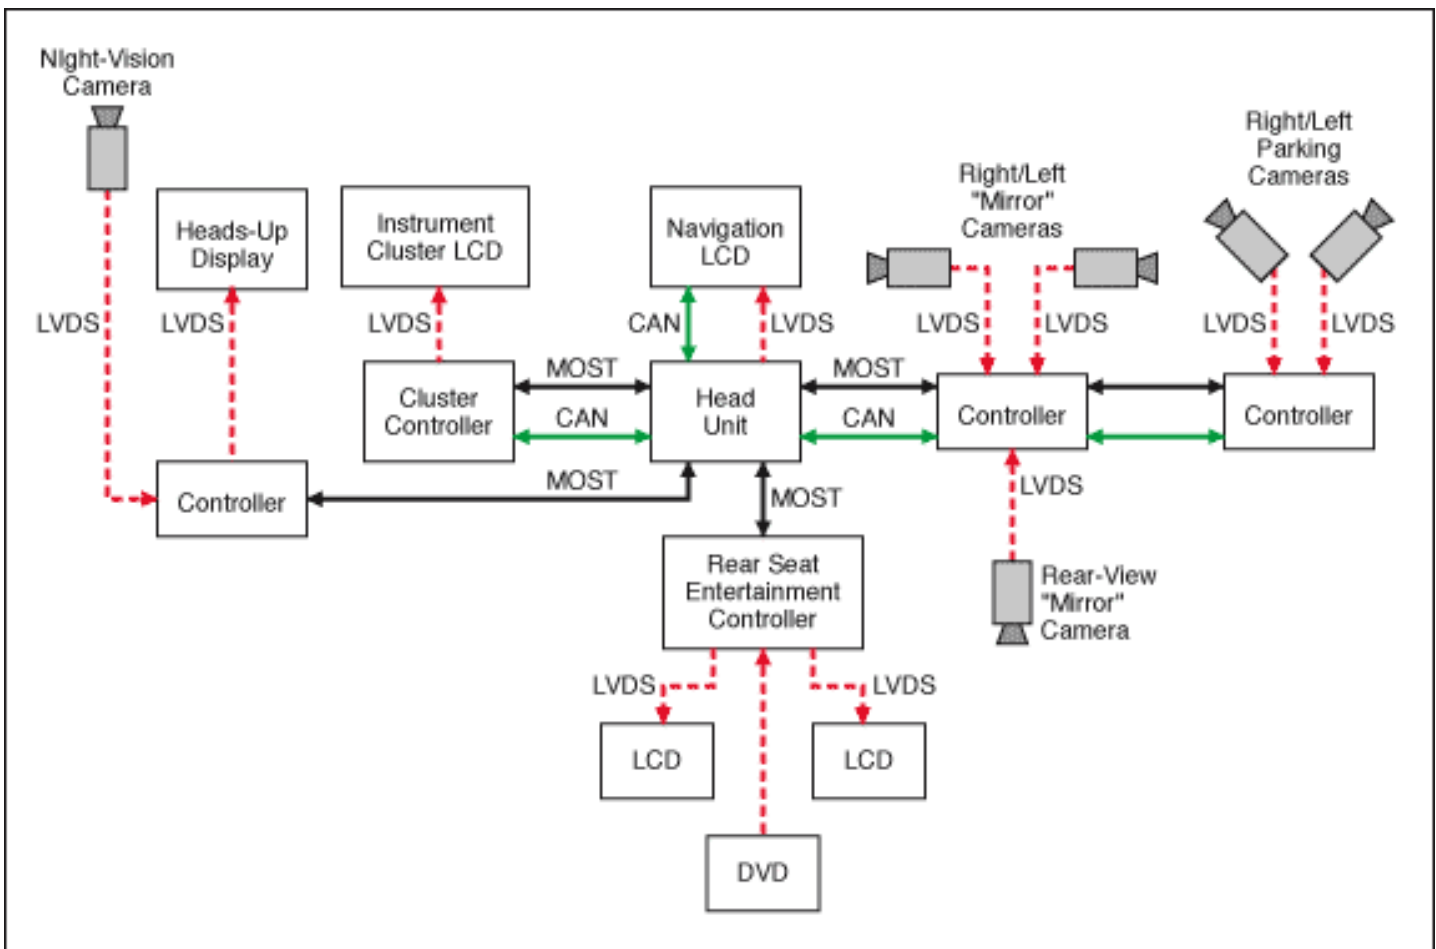 NIght-Vision
Camera
Right/Left
Parking
Cameras
Right/Left
"Mirror"
Cameras
Heads-Up
Display
Instrument
Cluster LCD
Navigation
LCD
LVDS
LVDS
LVDS
CAN
LVDS
LVDS
LVDS
LVDS
LVDS
MOST
MOST
Cluster
Controller
Head
Unit
Controller
Controller
CAN
CAN
Controller
MOST
MOST
LVDS
Rear Seat
Entertainment
Controller
Rear-View
"Mirror"
Camera
LVDS
LVDS
LCD
LCD
DVD